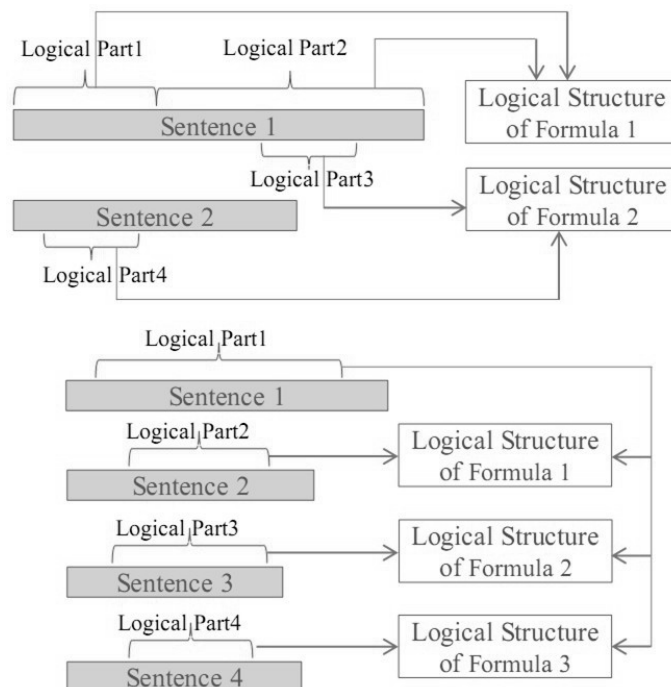 Logical Part1
Logical Part2
Sentence 1
Logical Structure
of Formula 1
Logical Part3
Sentence 2
Logical Structure
of Formula 2
Logical Part4
Logical Part1
Sentence 1
Logical Part2
Sentence 2
Logical Structure
of Formula 1
Logical Part3
Sentence 3
Logical Structure
of Formula 2
Logical Part4
Sentence 4
Logical Structure
of Formula 3